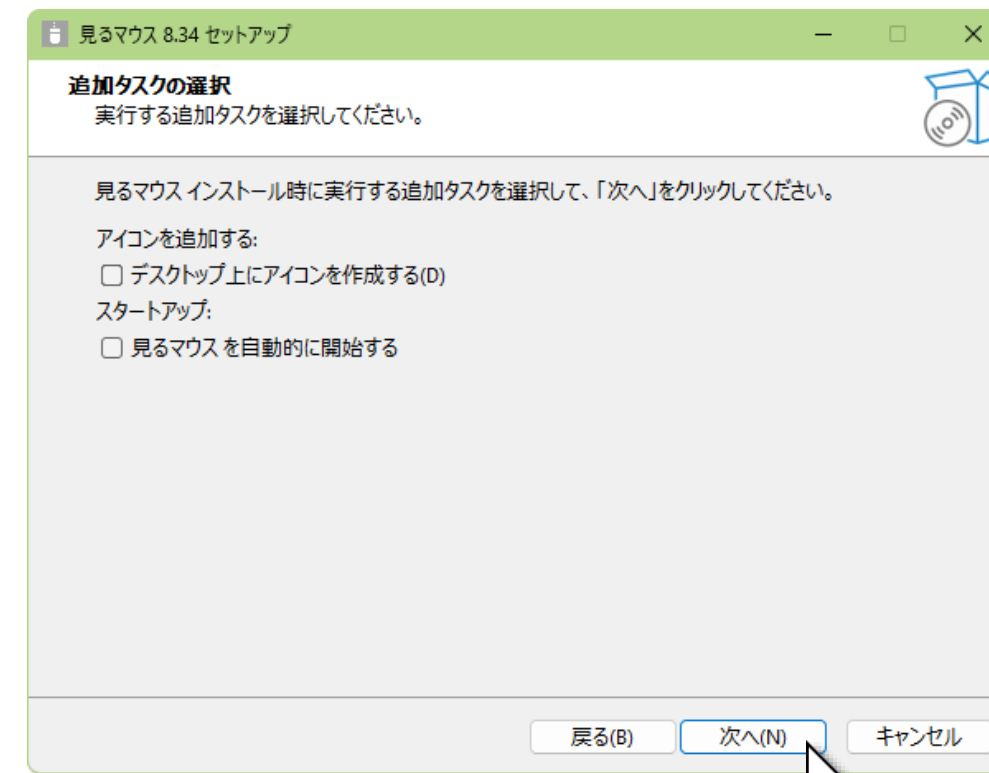 見るマウス 8.34 セットアップ
追加タスクの選択
実行する追加タスクを選択してください。
見るマウス インストール時に実行する追加タスクを選択して、「次へ」をクリックしてください。
アイコンを追加する:
デスクトップ上にアイコンを作成する(D)
スタートアップ:
見るマウス を自動的に開始する
戻る(B) 次へ(N) キャンセル